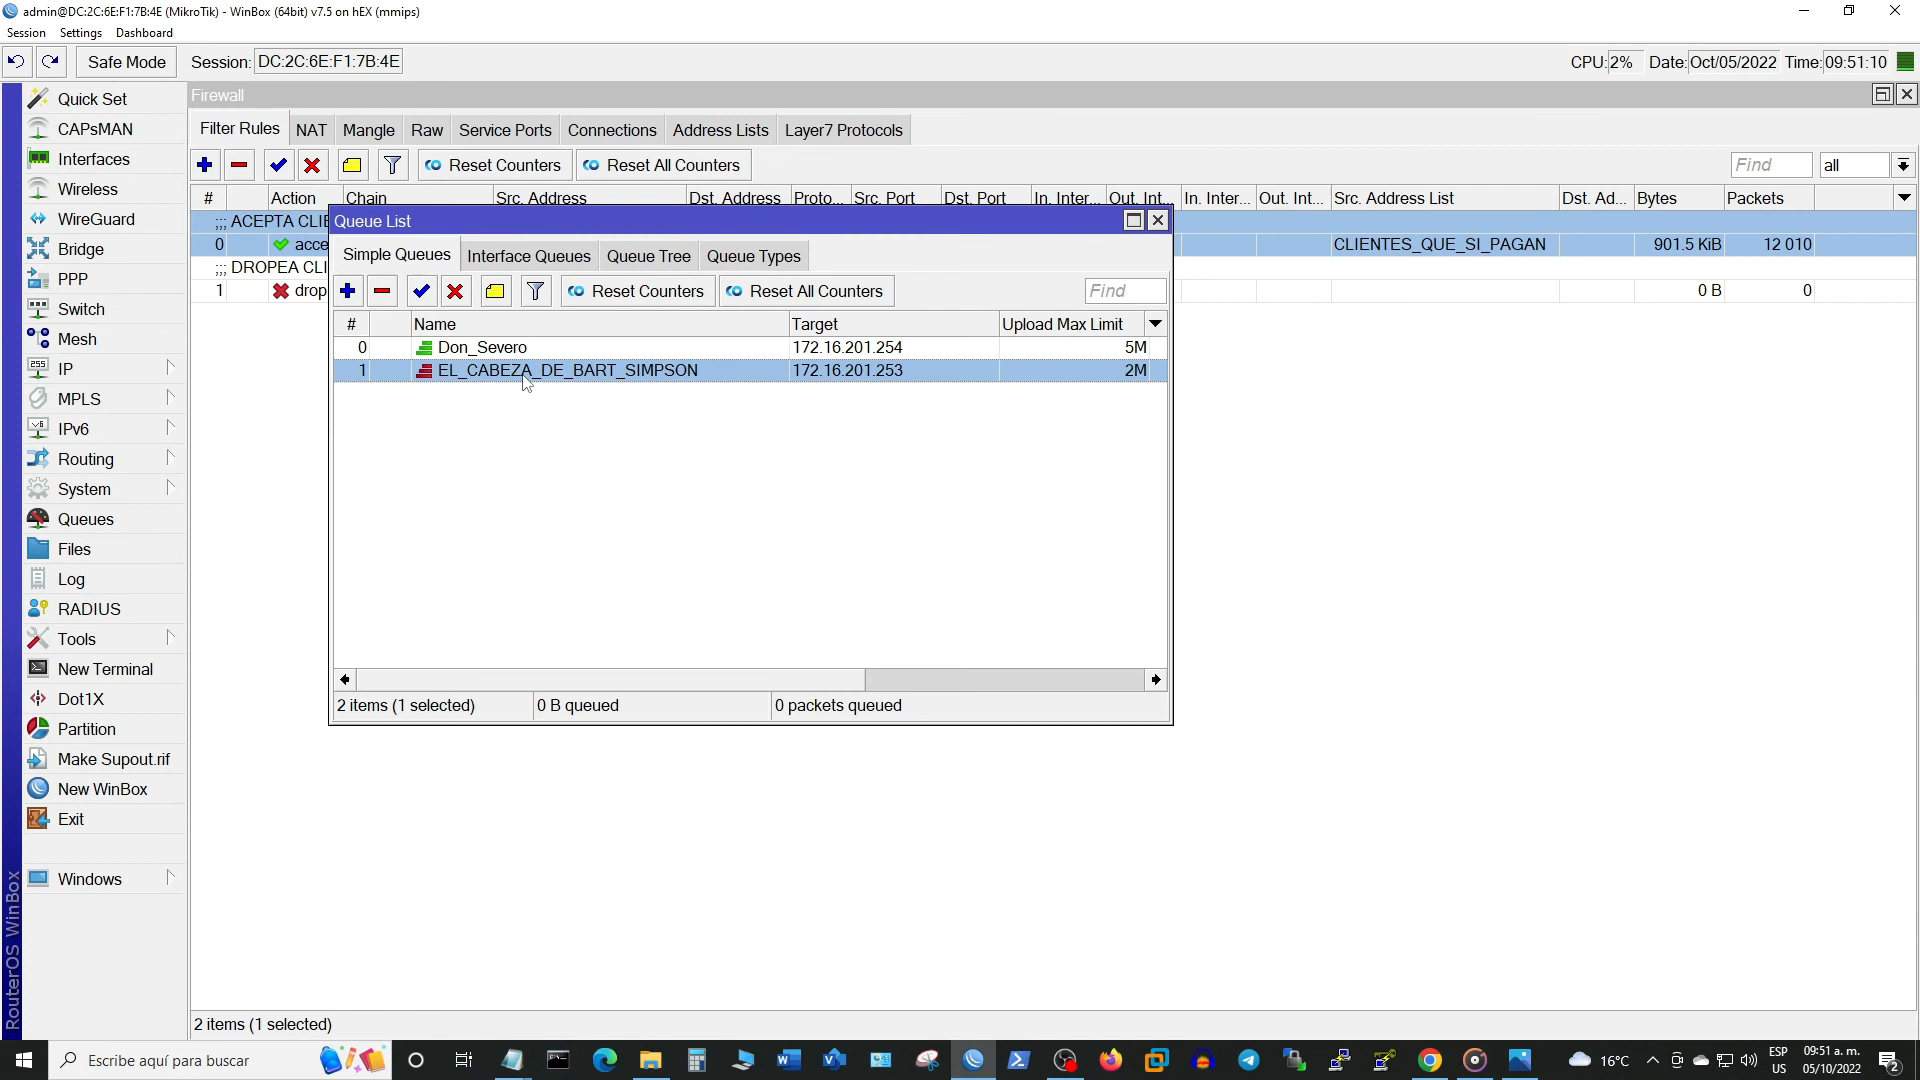 admin@DC:2C:6E:F1:7B:4E (MikroTik) - WinBox (64bit) v7.5 on hEX (mmips)
Session Settings Dashboard
Safe Mode Session: DC:2C:6E:F1:7B:4E CPU: 2% Date: Oct/05/2022 Time: 09:51:10
Quick Set
CAPsMAN
Interfaces
Wireless
WireGuard
Bridge
PPP
Switch
Mesh
IP
MPLS
IPv6
Routing
System
Queues
Files
Log
RADIUS
Tools
New Terminal
Dot1X
Partition
Make Supout.rif
New WinBox
Exit
Windows
RouterOS WinBox
Firewall
Filter Rules NAT Mangle Raw Service Ports Connections Address Lists Layer7 Protocols
Reset Counters Reset All Counters Find all
# Action Chain Src. Address Dst. Address Proto... Src. Port Dst. Port In. Inter... Out. Int... In. Inter... Out. Int... Src. Address List Dst. Ad... Bytes Packets
;;; ACEPTA CLIE
0 acce CLIENTES_QUE_SI_PAGAN 901.5 KiB 12 010
;;; DROPEA CLI
1 drop 0 B 0
Queue List
Simple Queues Interface Queues Queue Tree Queue Types
Reset Counters Reset All Counters Find
# Name Target Upload Max Limit
0 Don_Severo 172.16.201.254 5M
1 EL_CABEZA_DE_BART_SIMPSON 172.16.201.253 2M
2 items (1 selected) 0 B queued 0 packets queued
2 items (1 selected)
Escribe aquí para buscar
16°C
ESP
US
09:51 a. m.
05/10/2022
2